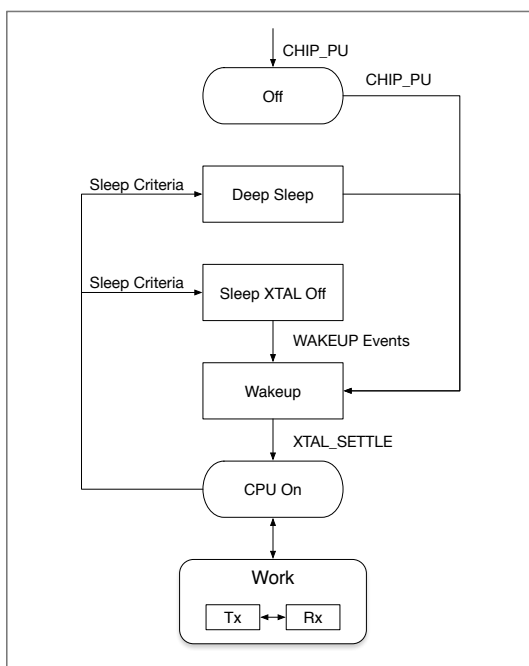 CHIP_PU
CHIP_PU
Off
Sleep Criteria
Deep Sleep
Sleep Criteria
Sleep XTAL Off
WAKEUP Events
Wakeup
XTAL_SETTLE
CPU On
Work
Tx
Rx